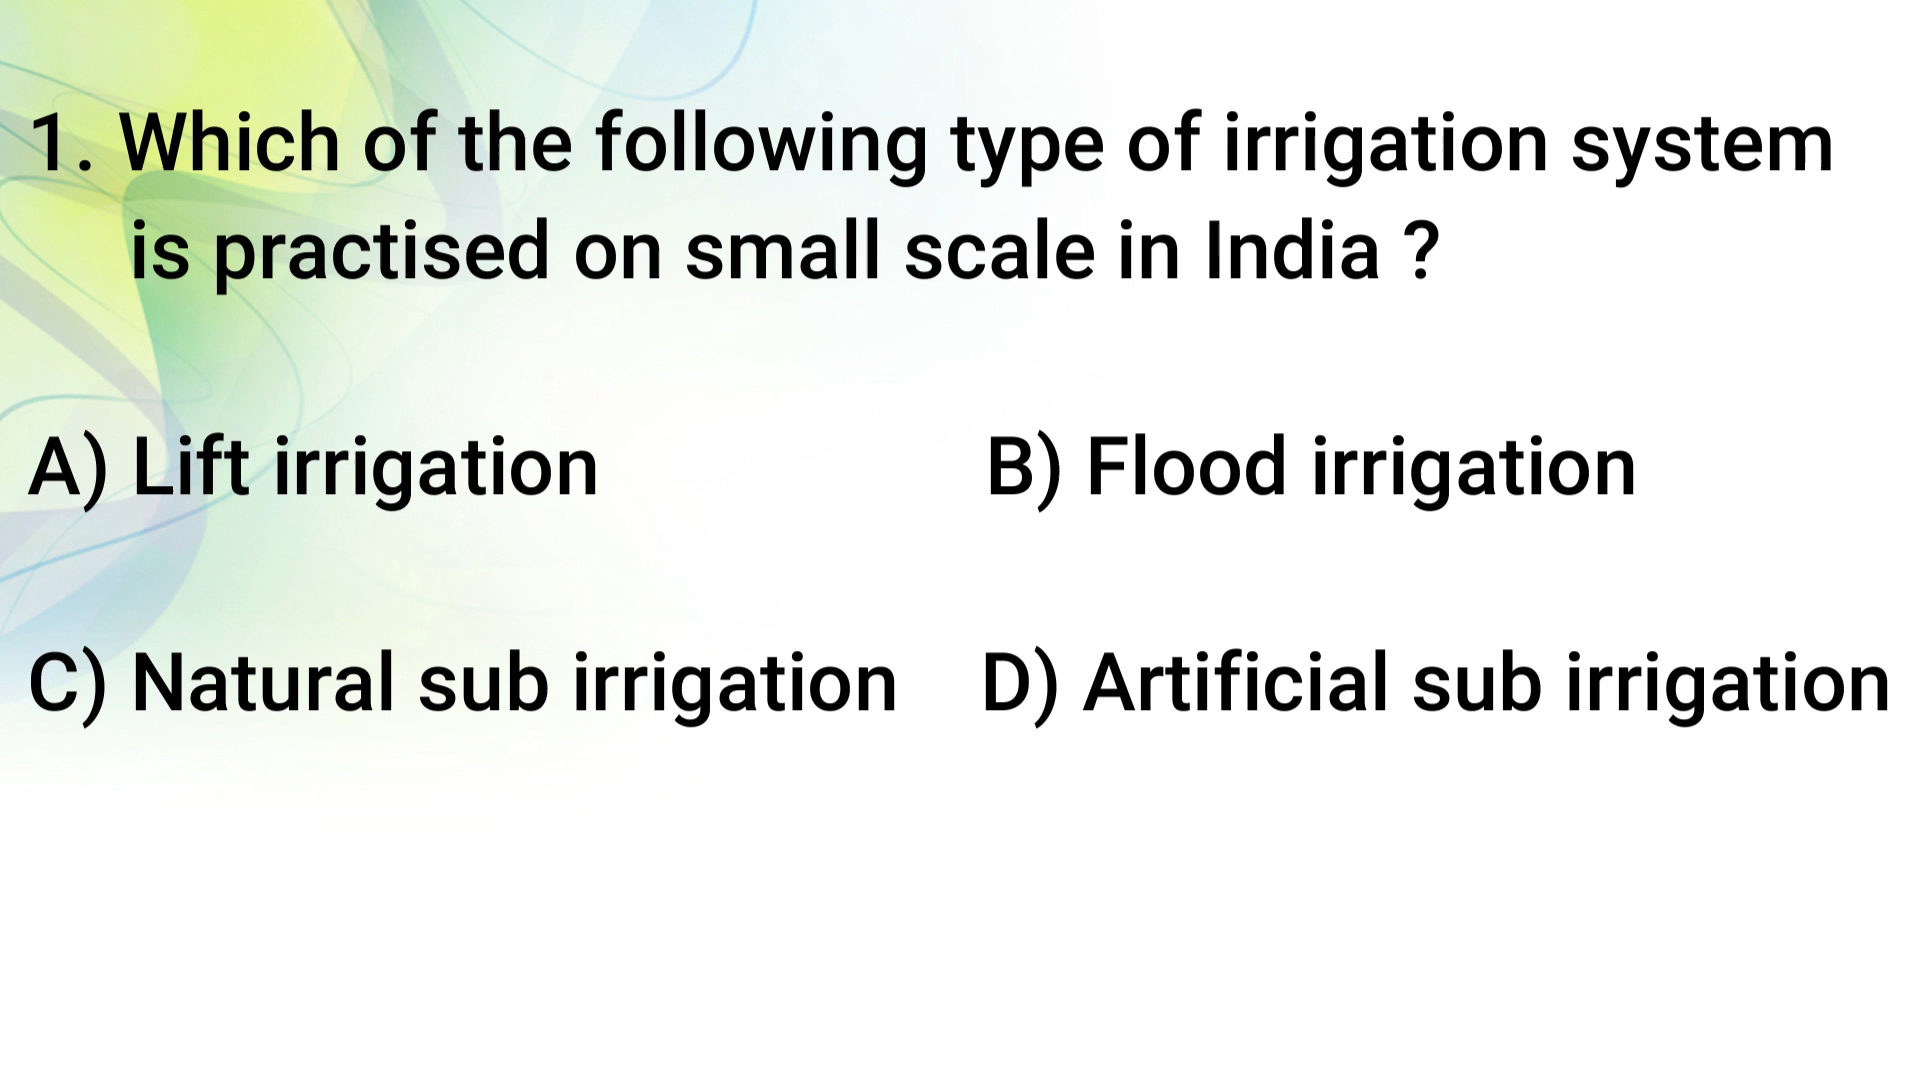 1. Which of the following type of irrigation system
is practised on small scale in India ?
A) Lift irrigation B) Flood irrigation
C) Natural sub irrigation D) Artificial sub irrigation